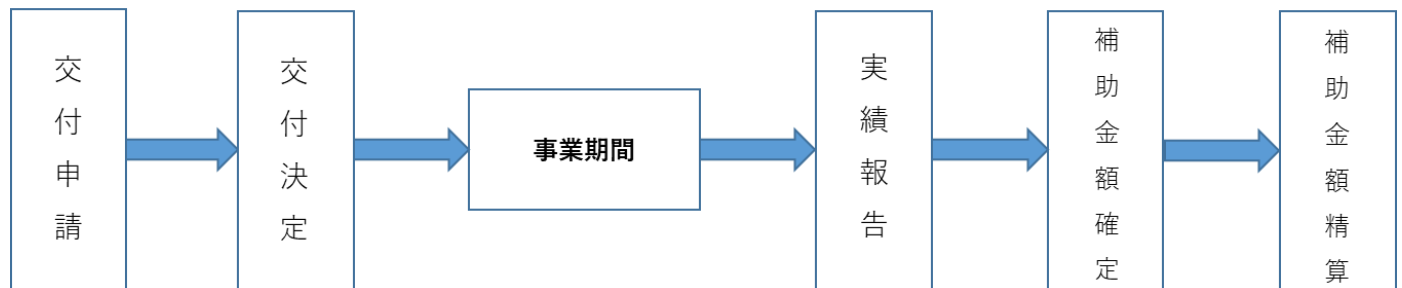 交付申請
交付決定
事業期間
実績報告
補助金額確定
補助金額精算